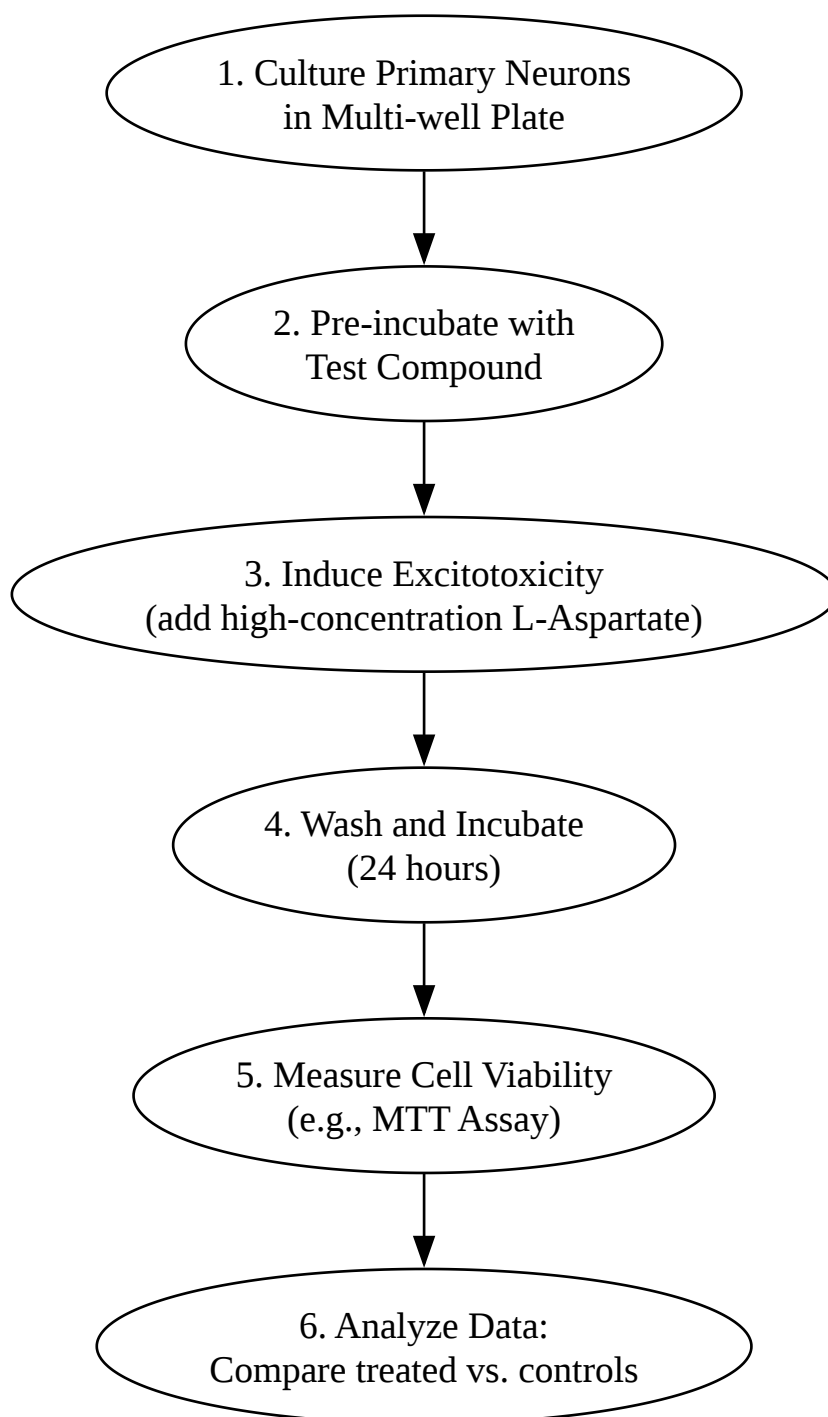 1. Culture Primary Neurons
in Multi-well Plate
2. Pre-incubate with
Test Compound
3. Induce Excitotoxicity
(add high-concentration L-Aspartate)
4. Wash and Incubate
(24 hours)
5. Measure Cell Viability
(e.g., MTT Assay)
6. Analyze Data:
Compare treated vs. controls